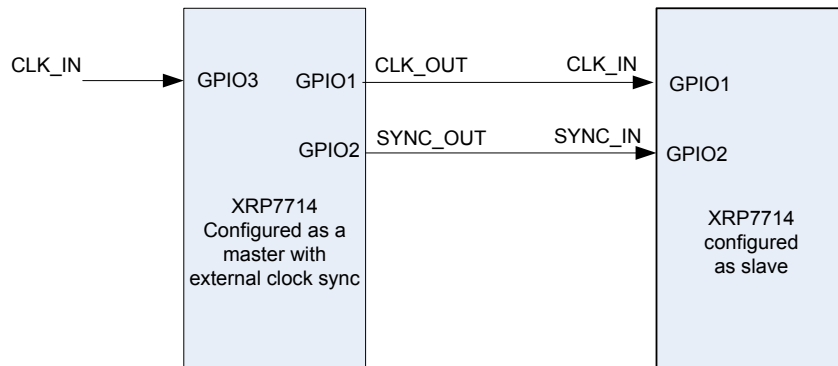 CLK_IN
GPIO3
GPIO1
CLK_OUT
CLK_IN
GPIO1
GPIO2
SYNC_OUT
SYNC_IN
GPIO2
XRP7714
Configured as a
master with
external clock sync
XRP7714
configured
as slave